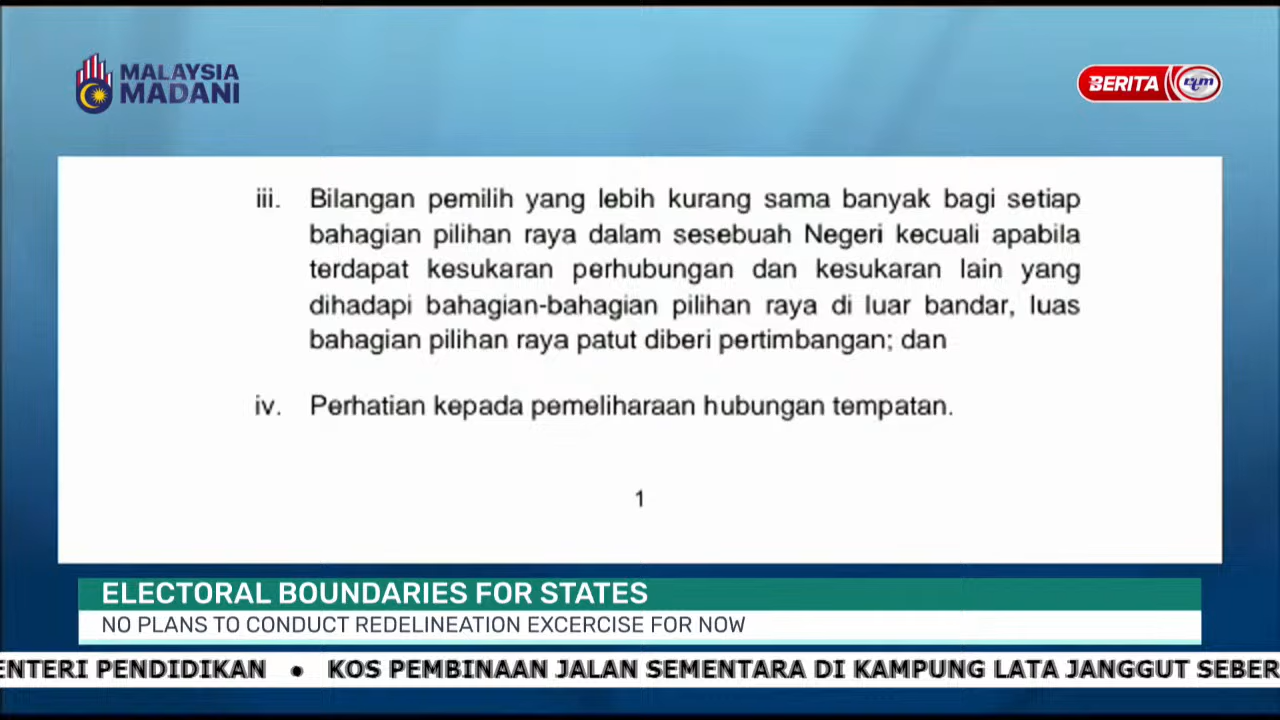 MALAYSIA
MADANI
BERITA rtm
iii. Bilangan pemilih yang lebih kurang sama banyak bagi setiap
bahagian pilihan raya dalam sesebuah Negeri kecuali apabila
terdapat kesukaran perhubungan dan kesukaran lain yang
dihadapi bahagian-bahagian pilihan raya di luar bandar, luas
bahagian pilihan raya patut diberi pertimbangan; dan
iv. Perhatian kepada pemeliharaan hubungan tempatan.
1
ELECTORAL BOUNDARIES FOR STATES
NO PLANS TO CONDUCT REDELINEATION EXCERCISE FOR NOW
ENTERI PENDIDIKAN • KOS PEMBINAAN JALAN SEMENTARA DI KAMPUNG LATA JANGGUT SEBER